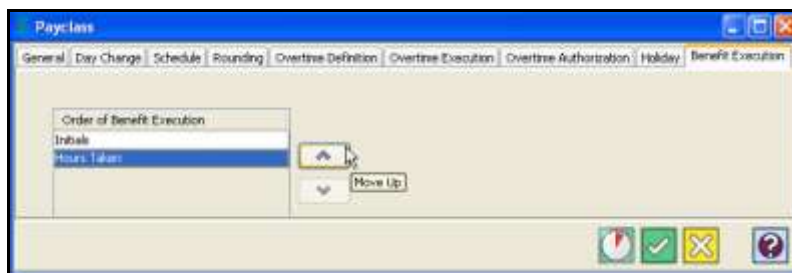 Payclass
General Day Change Schedule Rounding Overtime Definition Overtime Execution Overtime Authorization Holiday Benefit Execution
Order of Benefit Execution
Initials
Hours Taken
Move Up